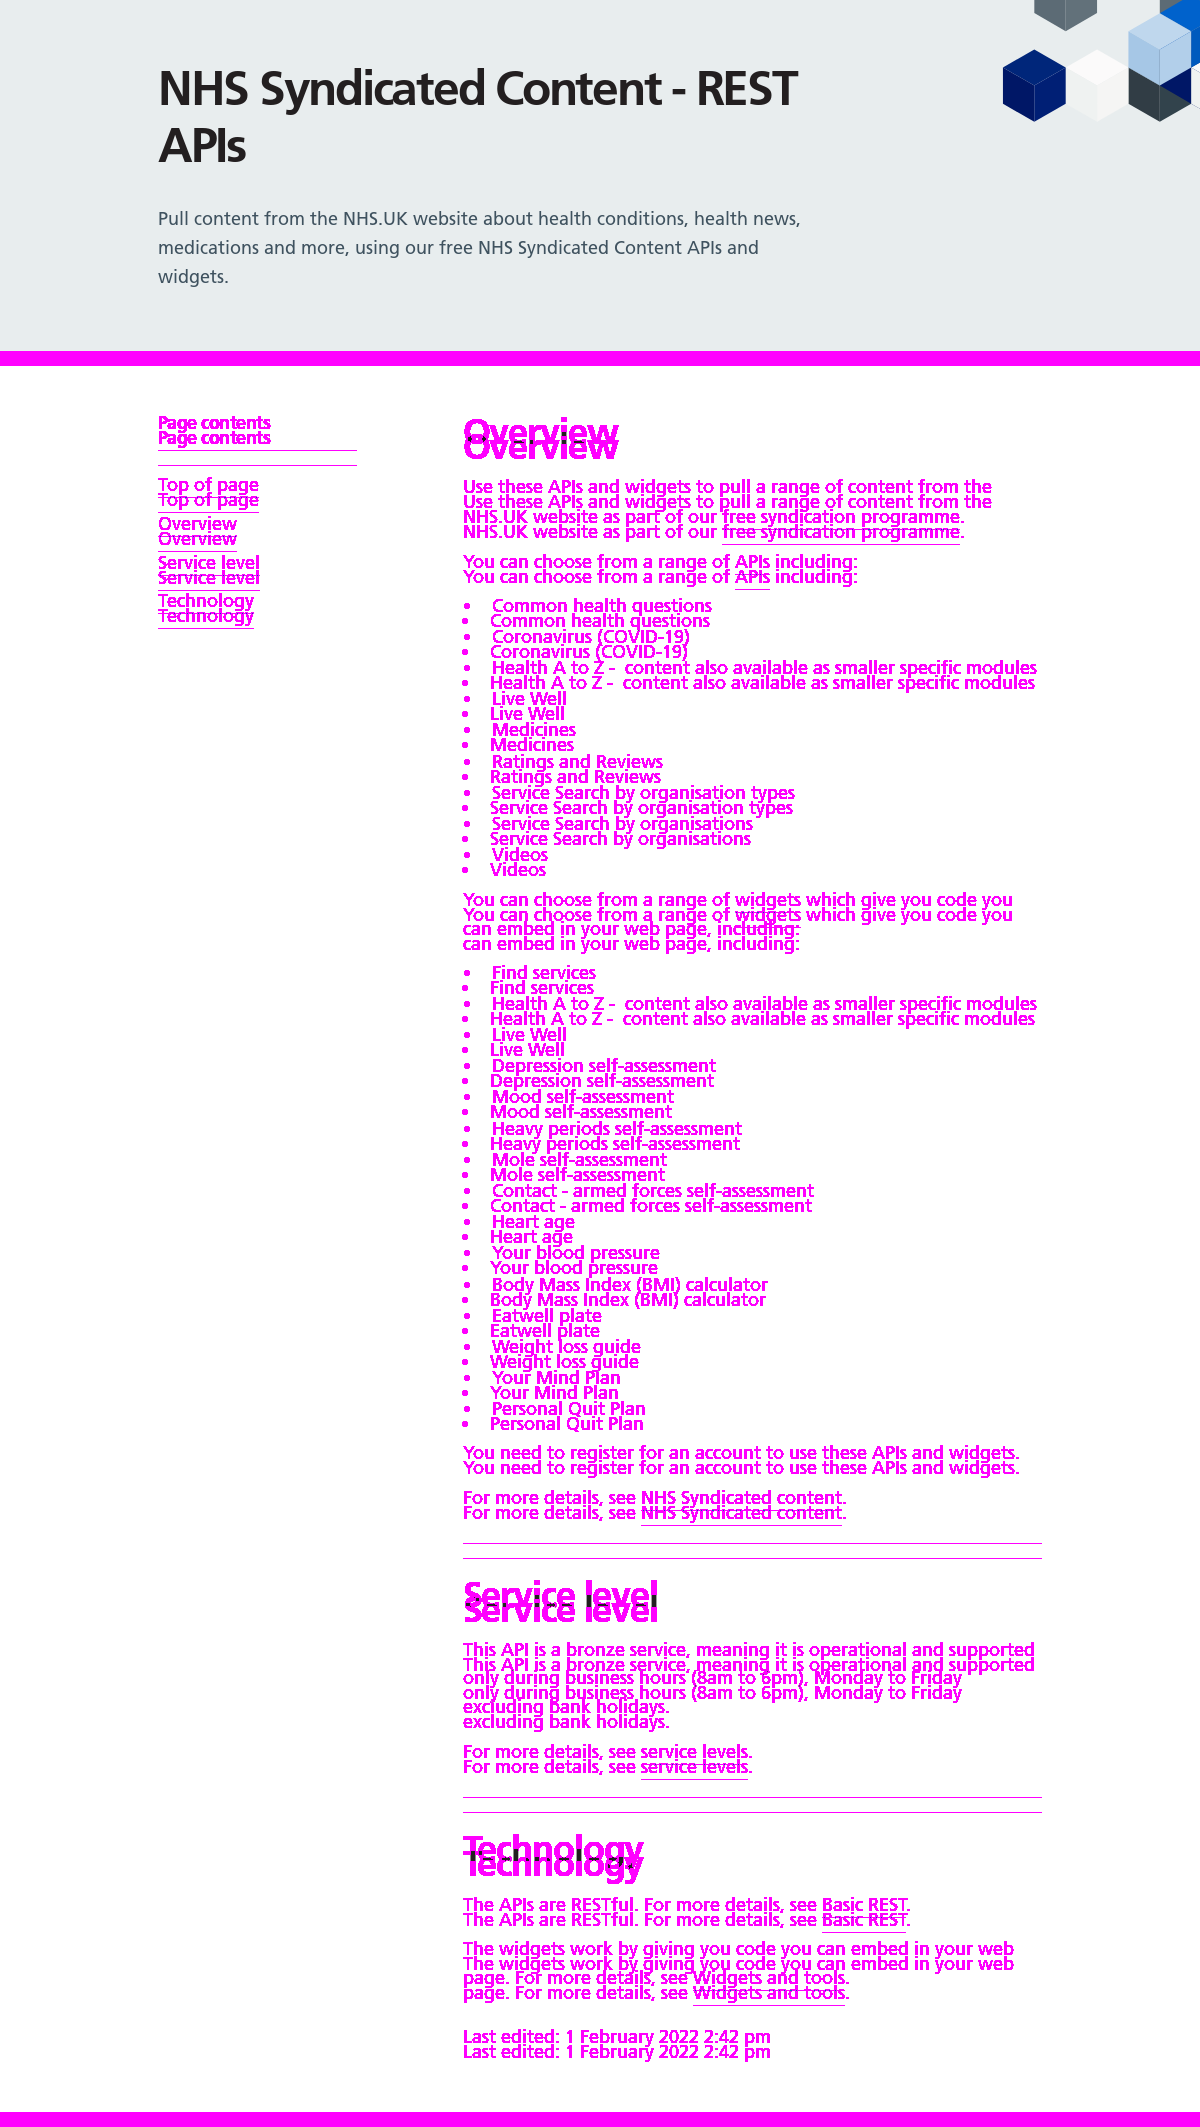 NHS Syndicated Content - REST
APIs
Pull content from the NHS.UK website about health conditions, health news,
medications and more, using our free NHS Syndicated Content APIs and
widgets.
Page contents
Top of page
Overview
Service level
Technology
Overview
Use these APIs and widgets to pull a range of content from the
NHS.UK website as part of our free syndication programme.
You can choose from a range of APIs including:
• Common health questions
• Coronavirus (COVID-19)
• Health A to Z - content also available as smaller specific modules
• Live Well
• Medicines
• Ratings and Reviews
• Service Search by organisation types
• Service Search by organisations
• Videos
You can choose from a range of widgets which give you code you
can embed in your web page, including:
• Find services
• Health A to Z - content also available as smaller specific modules
• Live Well
• Depression self-assessment
• Mood self-assessment
• Heavy periods self-assessment
• Mole self-assessment
• Contact - armed forces self-assessment
• Heart age
• Your blood pressure
• Body Mass Index (BMI) calculator
• Eatwell plate
• Weight loss guide
• Your Mind Plan
• Personal Quit Plan
You need to register for an account to use these APIs and widgets.
For more details, see NHS Syndicated content.
Service level
This API is a bronze service, meaning it is operational and supported
only during business hours (8am to 6pm), Monday to Friday
excluding bank holidays.
For more details, see service levels.
Technology
The APIs are RESTful. For more details, see Basic REST.
The widgets work by giving you code you can embed in your web
page. For more details, see Widgets and tools.
Last edited: 1 February 2022 2:42 pm